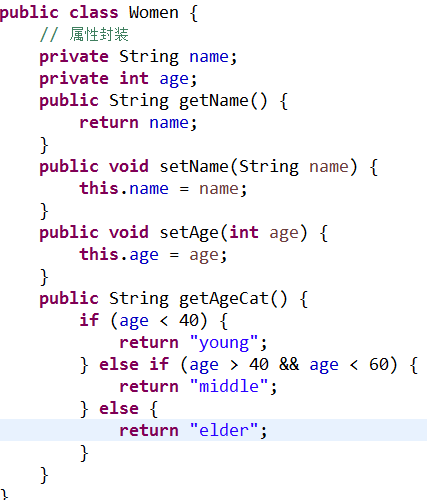 public class Women {
    // 属性封装
    private String name;
    private int age;
    public String getName() {
        return name;
    }
    public void setName(String name) {
        this.name = name;
    }
    public void setAge(int age) {
        this.age = age;
    }
    public String getAgeCat() {
        if (age < 40) {
            return "young";
        } else if (age > 40 && age < 60) {
            return "middle";
        } else {
            return "elder";
        }
    }
}